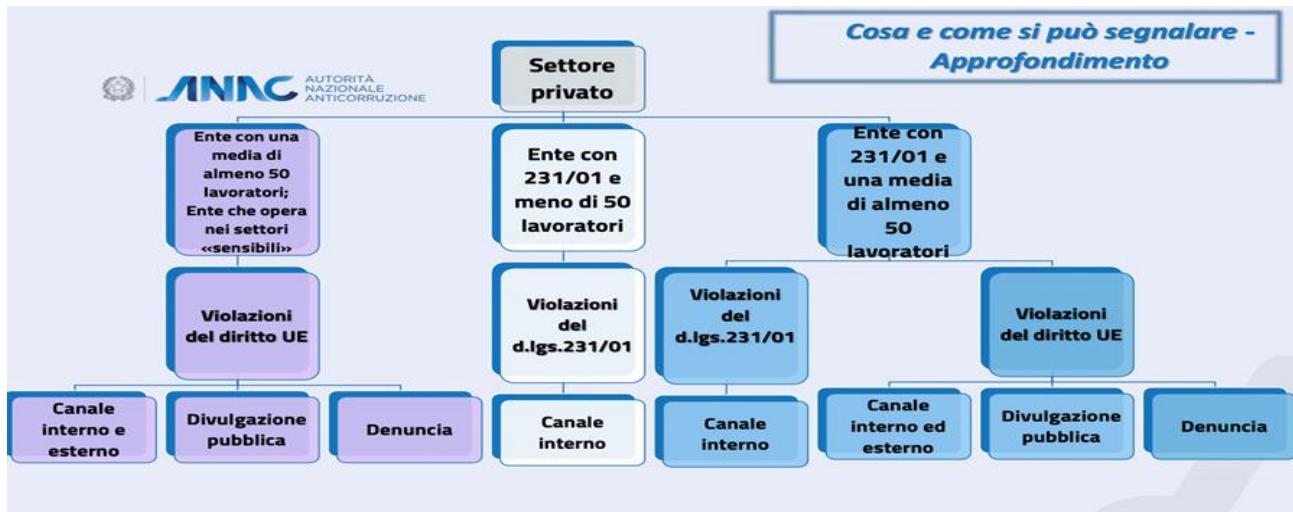 Cosa e come si può segnalare -
Approfondimento
ANAC
AUTORITÀ
NAZIONALE
ANTICORRUZIONE
Settore
privato
Ente con una
media di
almeno 50
lavoratori;
Ente che opera
nei settori
«sensibili»
Ente con
231/01 e
meno di 50
lavoratori
Ente con
231/01 e
una media
di almeno
50
lavoratori
Violazioni
del diritto UE
Violazioni
del
d.lgs.231/01
Violazioni
del
d.lgs.231/01
Violazioni
del diritto UE
Canale
interno e
esterno
Divulgazione
pubblica
Denuncia
Canale
interno
Canale
interno
Canale
interno ed
esterno
Divulgazione
pubblica
Denuncia